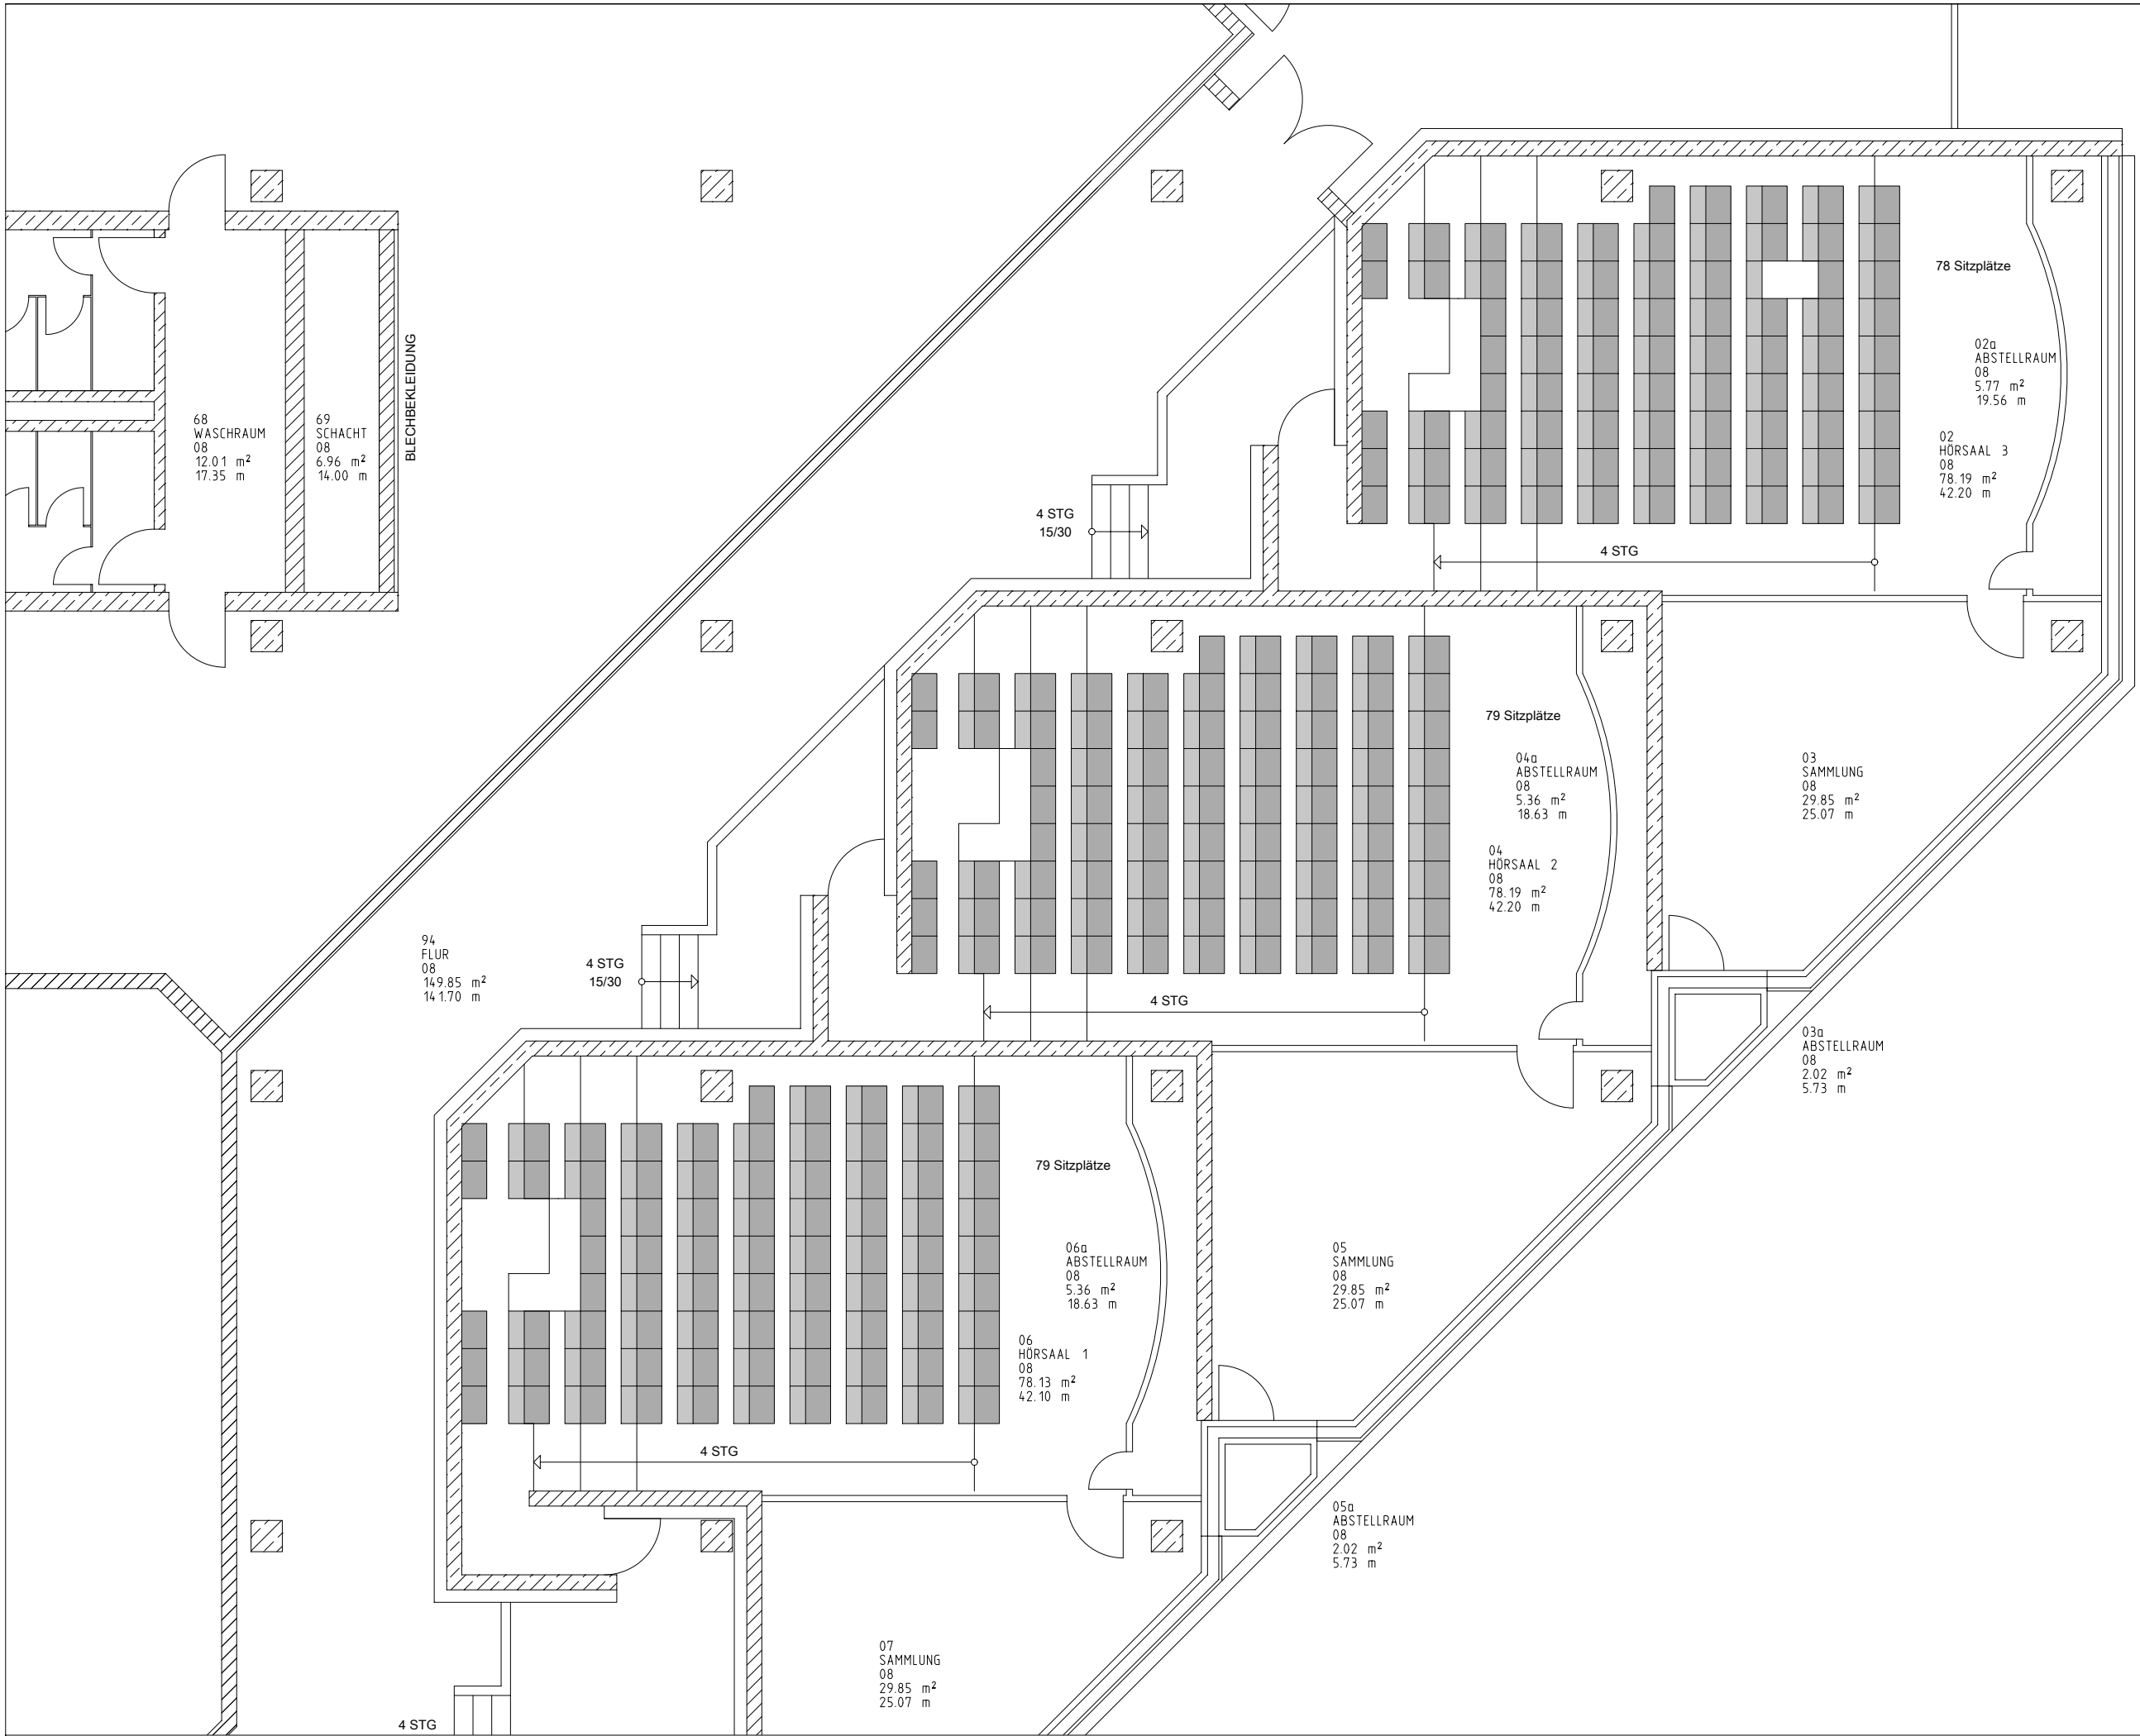 78 Sitzplätze
02a
ABSTELLRAUM
08
5.77 m²
19.56 m
02
HÖRSAAL 3
08
78.19 m²
42.20 m
4 STG
68
WASCHRAUM
08
12.01 m²
17.35 m
69
SCHACHT
08
6.96 m²
14.00 m
BLECHBEKLEIDUNG
4 STG
15/30
79 Sitzplätze
04a
ABSTELLRAUM
08
5.36 m²
18.63 m
04
HÖRSAAL 2
08
78.19 m²
42.20 m
4 STG
03
SAMMLUNG
08
29.85 m²
25.07 m
94
FLUR
08
149.85 m²
141.70 m
4 STG
15/30
03a
ABSTELLRAUM
08
2.02 m²
5.73 m
79 Sitzplätze
06a
ABSTELLRAUM
08
5.36 m²
18.63 m
06
HÖRSAAL 1
08
78.13 m²
42.10 m
4 STG
05
SAMMLUNG
08
29.85 m²
25.07 m
05a
ABSTELLRAUM
08
2.02 m²
5.73 m
07
SAMMLUNG
08
29.85 m²
25.07 m
4 STG